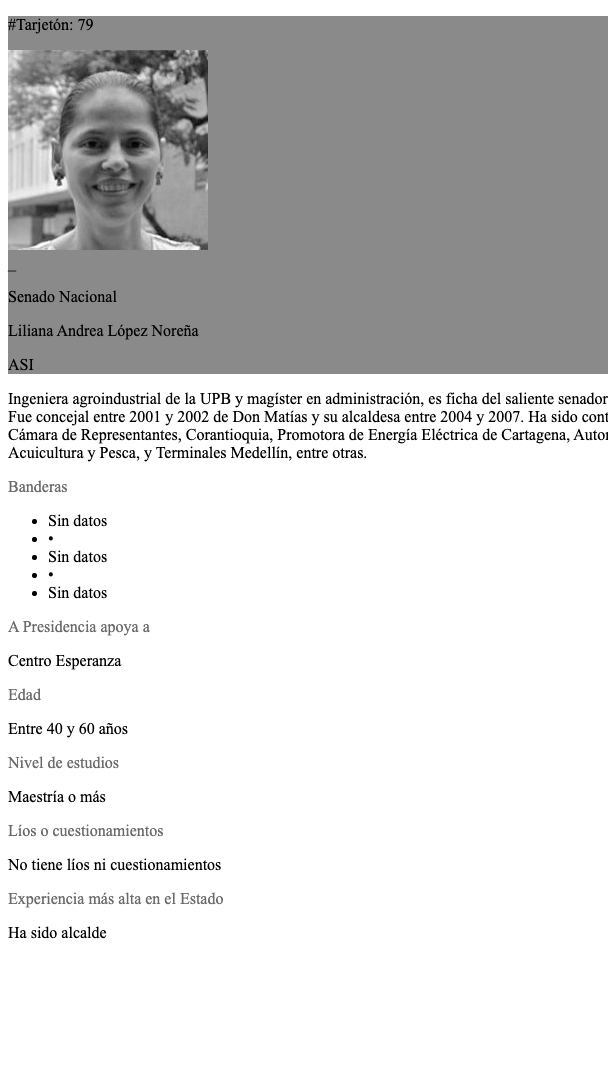 #Tarjetón: 79
_
Senado Nacional
Liliana Andrea López Noreña
ASI
Ingeniera agroindustrial de la UPB y magíster en administración, es ficha del saliente senador
Fue concejal entre 2001 y 2002 de Don Matías y su alcaldesa entre 2004 y 2007. Ha sido cont
Cámara de Representantes, Corantioquia, Promotora de Energía Eléctrica de Cartagena, Autor
Acuicultura y Pesca, y Terminales Medellín, entre otras.
Banderas
• Sin datos
• •
• Sin datos
• •
• Sin datos
A Presidencia apoya a
Centro Esperanza
Edad
Entre 40 y 60 años
Nivel de estudios
Maestría o más
Líos o cuestionamientos
No tiene líos ni cuestionamientos
Experiencia más alta en el Estado
Ha sido alcalde